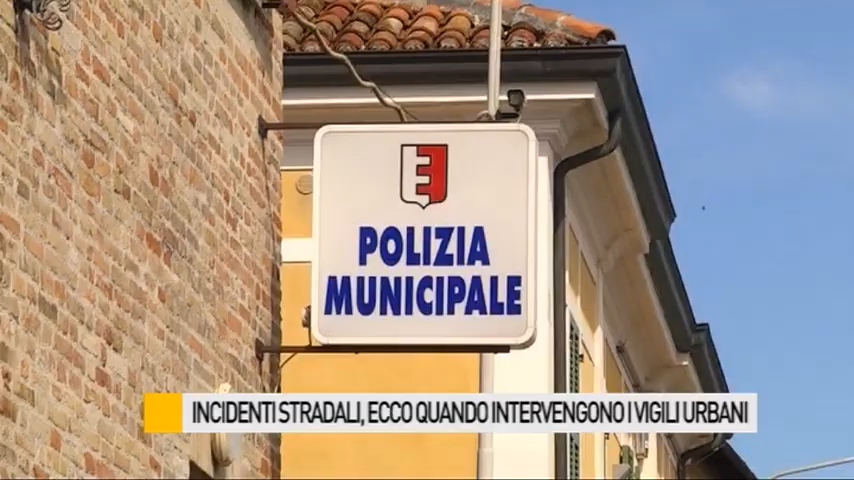 POLIZIA
MUNICIPALE
INCIDENTI STRADALI, ECCO QUANDO INTERVENGONO I VIGILI URBANI